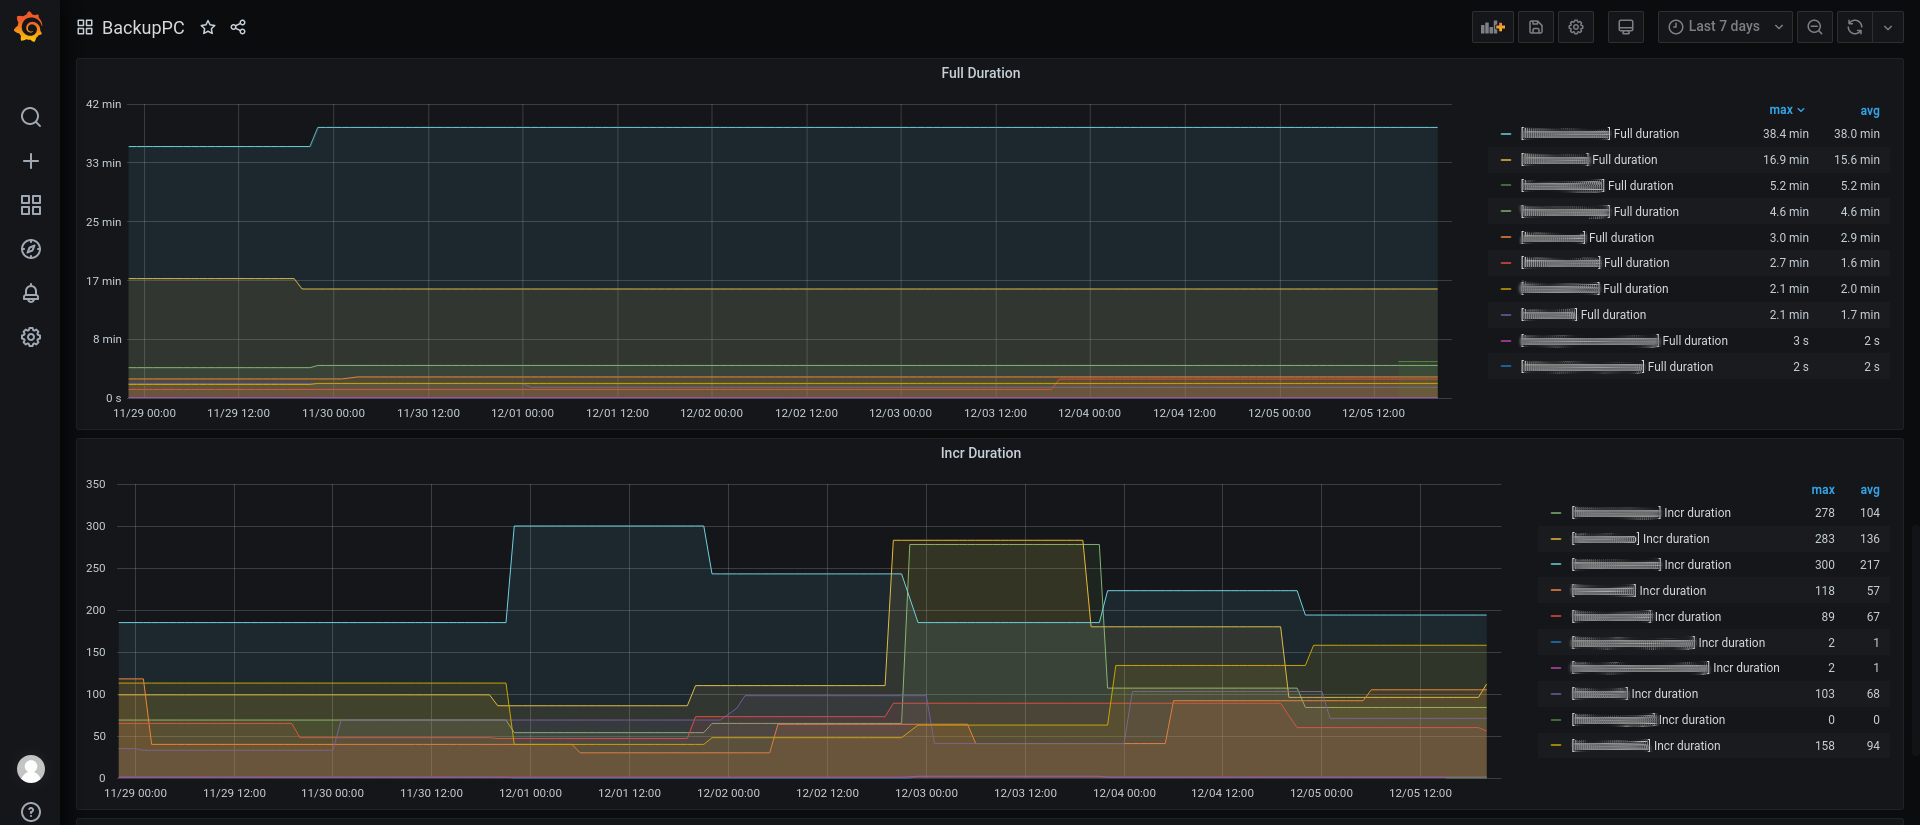 BackupPC
Last 7 days
Full Duration
42 min
33 min
25 min
17 min
8 min
0 s
11/29 00:00 11/29 12:00 11/30 00:00 11/30 12:00 12/01 00:00 12/01 12:00 12/02 00:00 12/02 12:00 12/03 00:00 12/03 12:00 12/04 00:00 12/04 12:00 12/05 00:00 12/05 12:00
max avg
[] Full duration 38.4 min 38.0 min
[] Full duration 16.9 min 15.6 min
[] Full duration 5.2 min 5.2 min
[] Full duration 4.6 min 4.6 min
[] Full duration 3.0 min 2.9 min
[] Full duration 2.7 min 1.6 min
[] Full duration 2.1 min 2.0 min
[] Full duration 2.1 min 1.7 min
[] Full duration 3 s 2 s
[] Full duration 2 s 2 s
Incr Duration
350
300
250
200
150
100
50
0
11/29 00:00 11/29 12:00 11/30 00:00 11/30 12:00 12/01 00:00 12/01 12:00 12/02 00:00 12/02 12:00 12/03 00:00 12/03 12:00 12/04 00:00 12/04 12:00 12/05 00:00 12/05 12:00
max avg
[] Incr duration 278 104
[] Incr duration 283 136
[] Incr duration 300 217
[] Incr duration 118 57
[] Incr duration 89 67
[] Incr duration 2 1
[] Incr duration 2 1
[] Incr duration 103 68
[] Incr duration 0 0
[] Incr duration 158 94